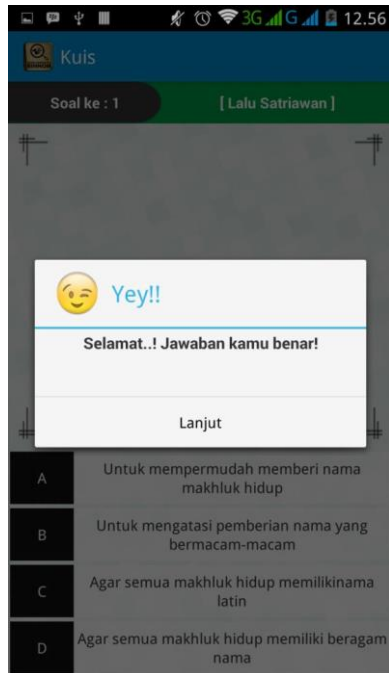 3G G 12.56
Kuis
Soal ke : 1 [ Lalu Satriawan ]
Yey!!
Selamat..! Jawaban kamu benar!
Lanjut
A Untuk mempermudah memberi nama
makhluk hidup
B Untuk mengatasi pemberian nama yang
bermacam-macam
C Agar semua makhluk hidup memilikinama
latin
D Agar semua makhluk hidup memiliki beragam
nama